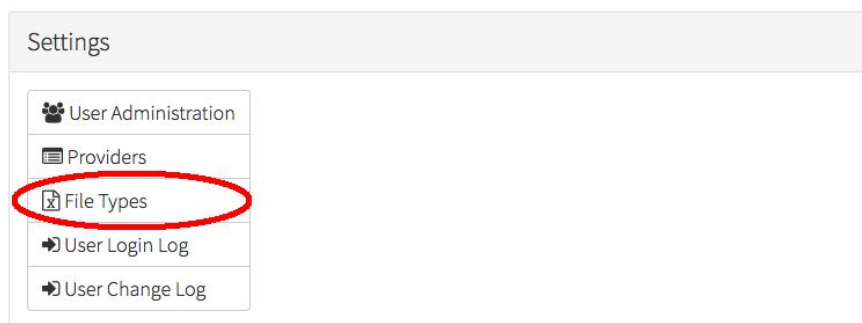 Settings
User Administration
Providers
File Types
User Login Log
User Change Log